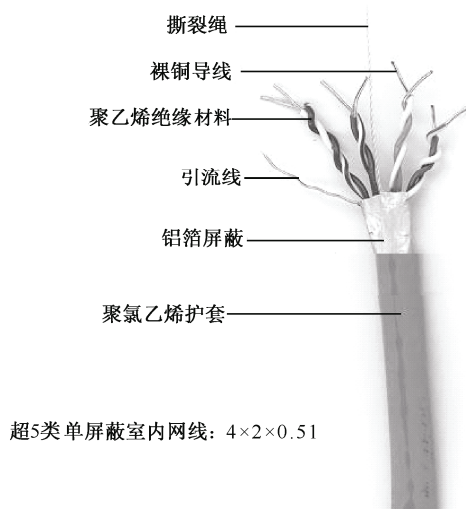 撕裂绳
裸铜导线
聚乙烯绝缘材料
引流线
铝箔屏蔽
聚氯乙烯护套
超5类单屏蔽室内网线：4×2×0.51